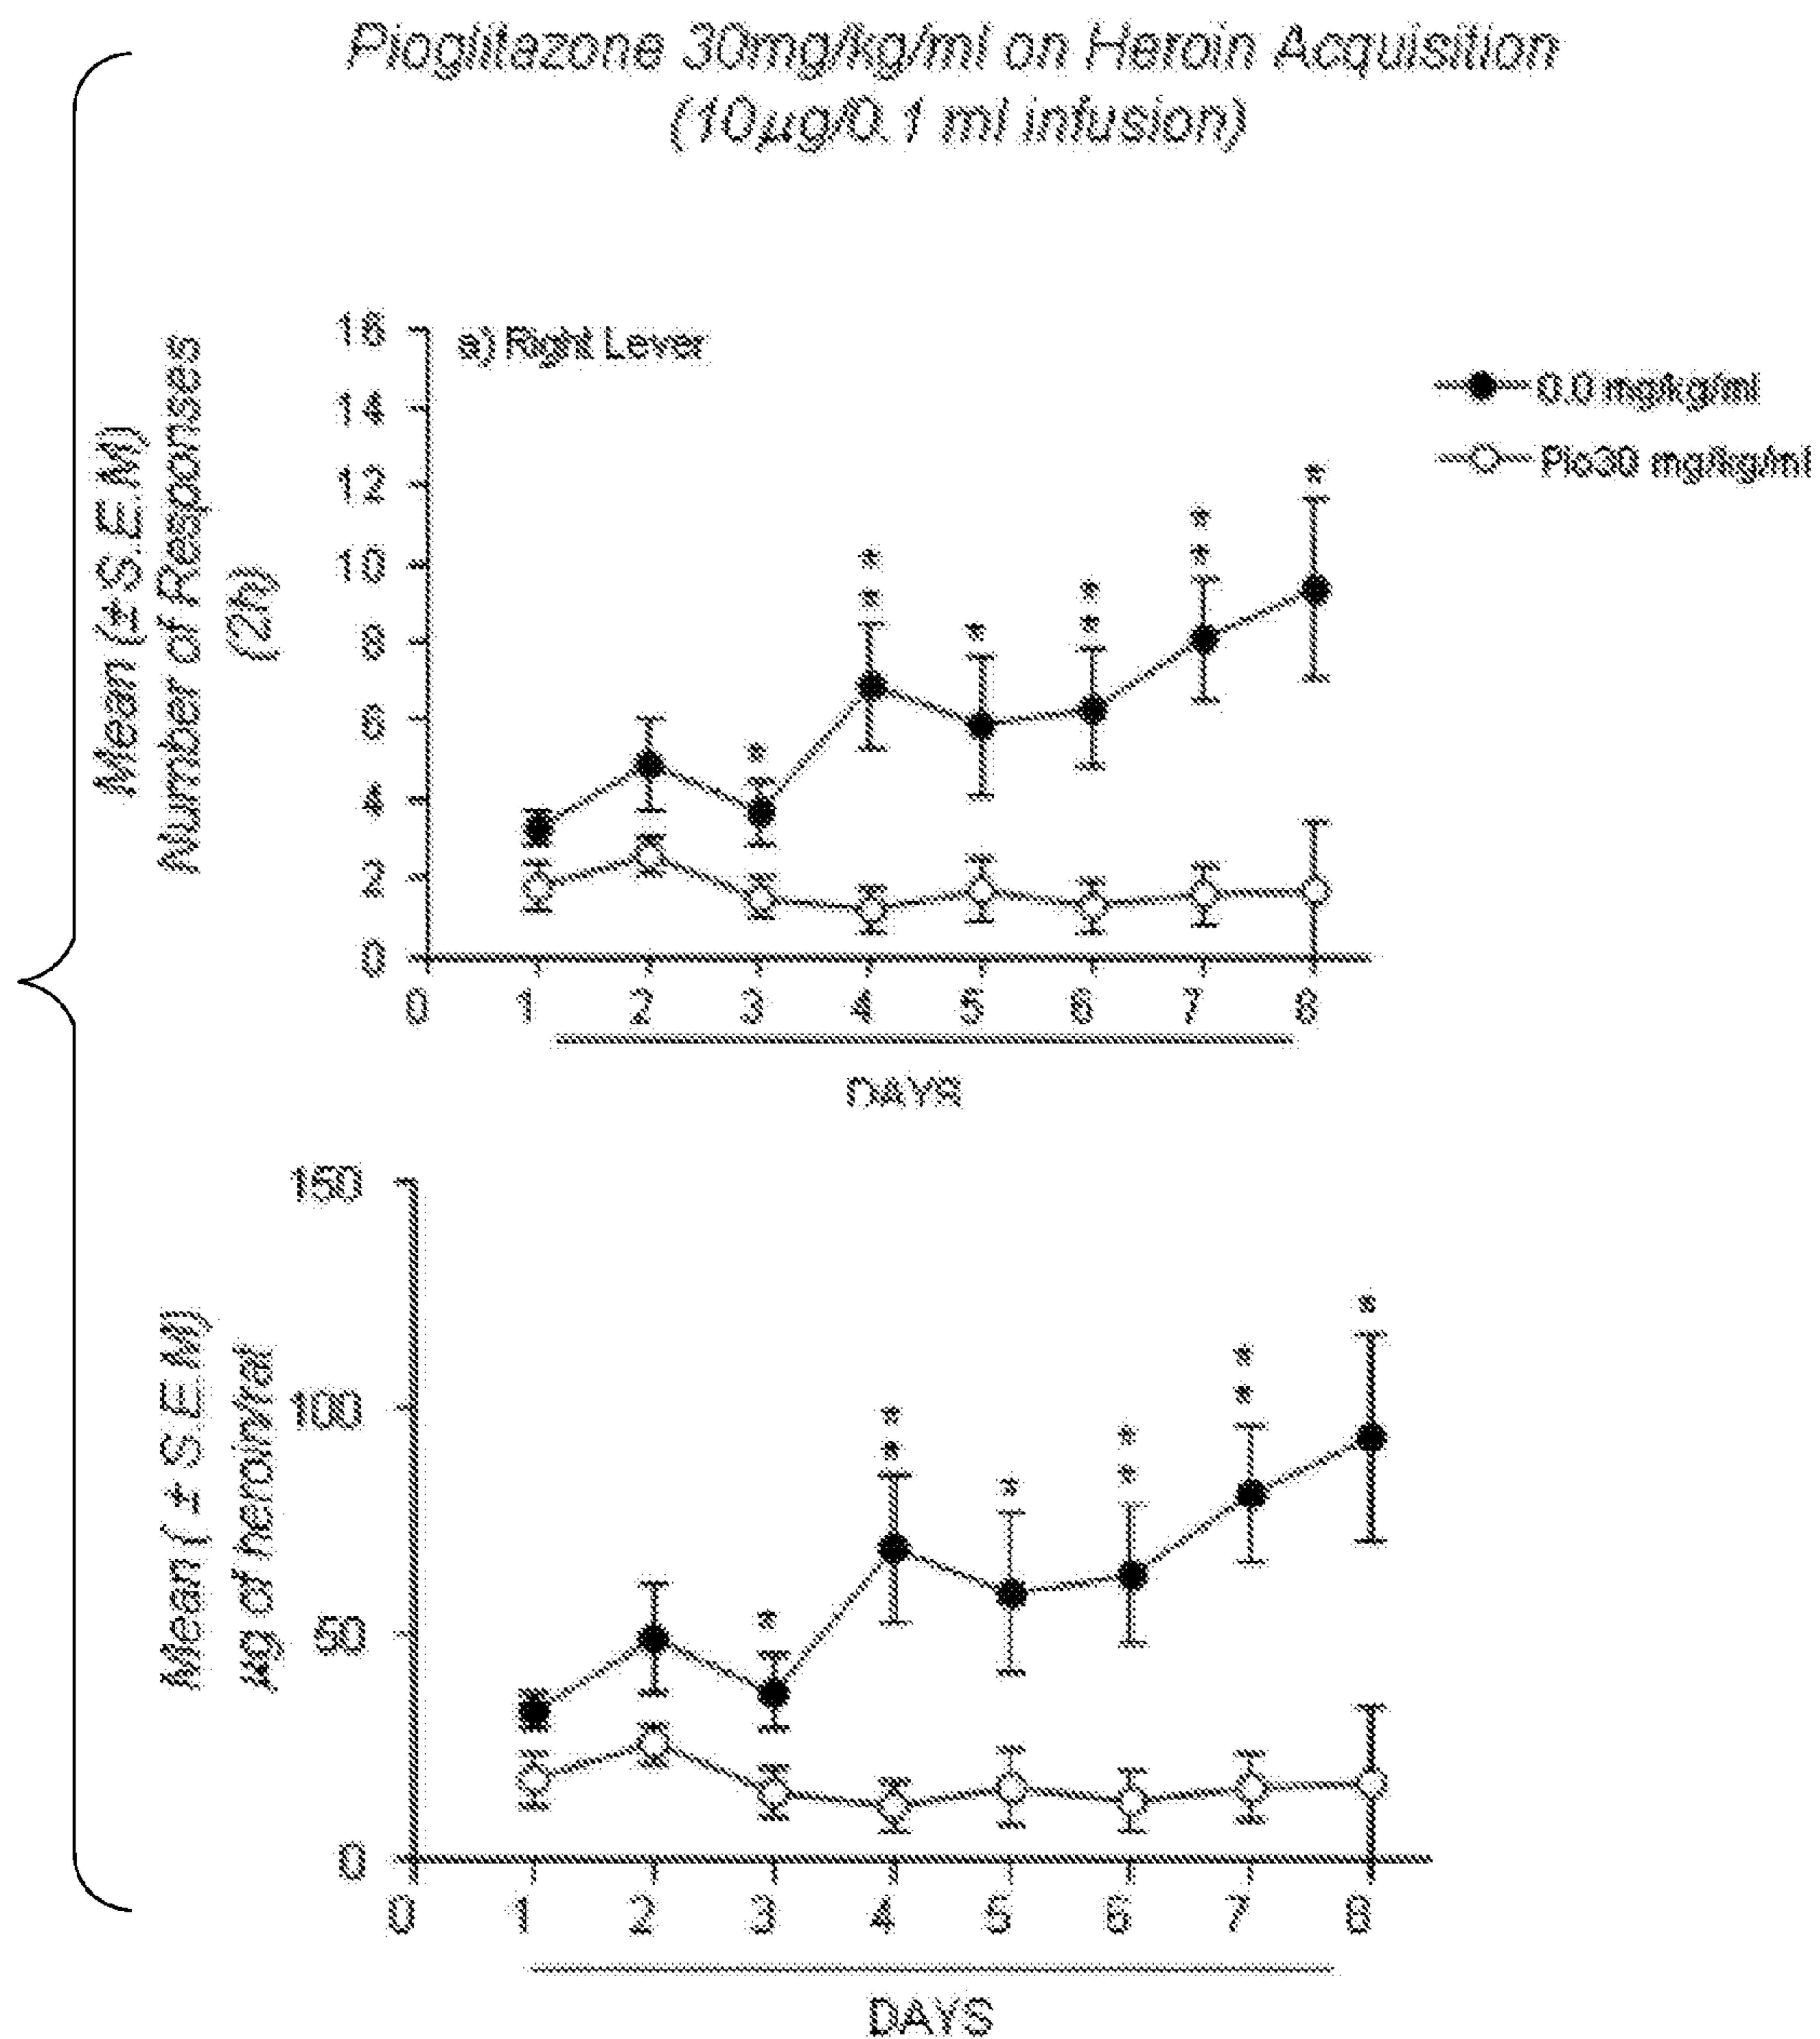 Pioglitazone 30mg/kg/ml on Heroin Acquisition
(10µg/0.1 ml infusion)
Mean (± S.E.M)
Number of Responses
(2h)
16
14
12
10
8
6
4
2
0
a) Right Lever
0.0 mg/kg/ml
Pio30 mg/kg/ml
*
* *
*
* *
* *
*
0 1 2 3 4 5 6 7 8
DAYS
Mean ( ± S.E.M)
µg of heroin/rat
150
100
50
0
*
* *
*
* *
* *
*
0 1 2 3 4 5 6 7 8
DAYS